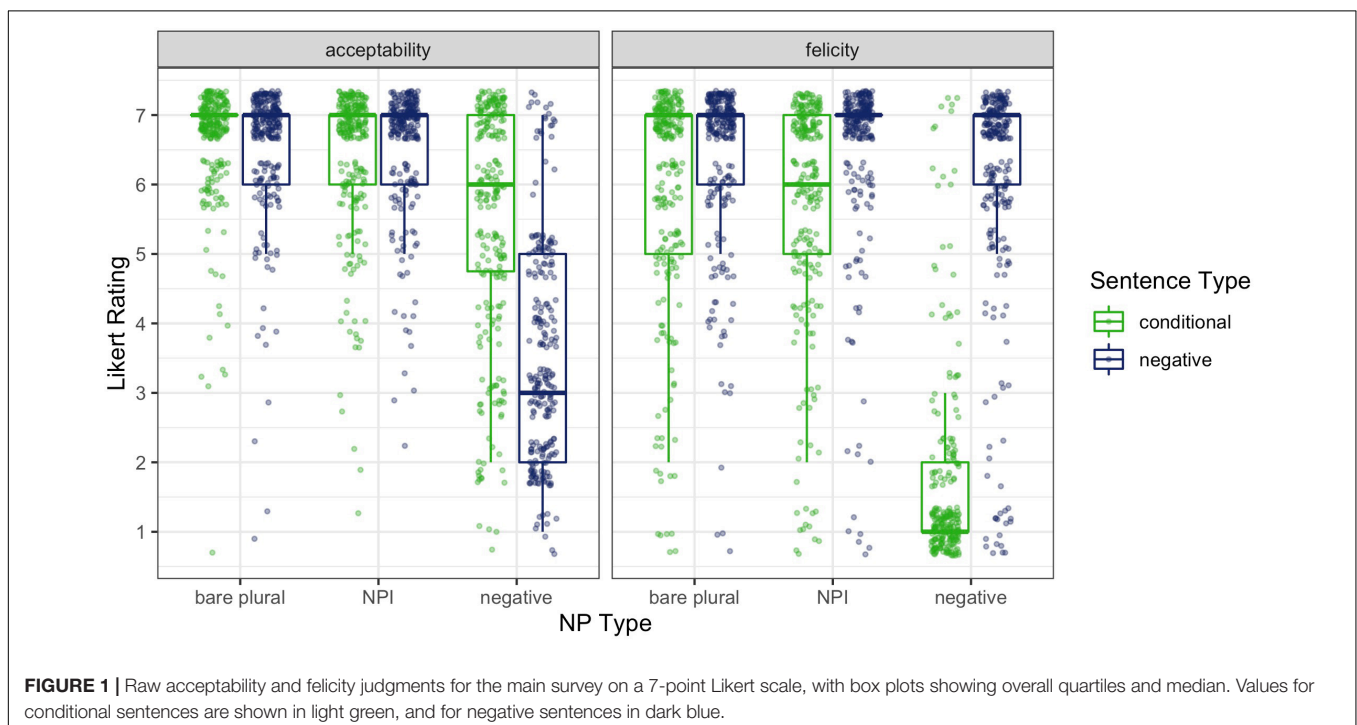 acceptability
felicity
7
6
5
4
3
2
1
Likert Rating
bare plural
NPI
negative
bare plural
NPI
negative
NP Type
Sentence Type
conditional
negative
FIGURE 1 | Raw acceptability and felicity judgments for the main survey on a 7-point Likert scale, with box plots showing overall quartiles and median. Values for
conditional sentences are shown in light green, and for negative sentences in dark blue.